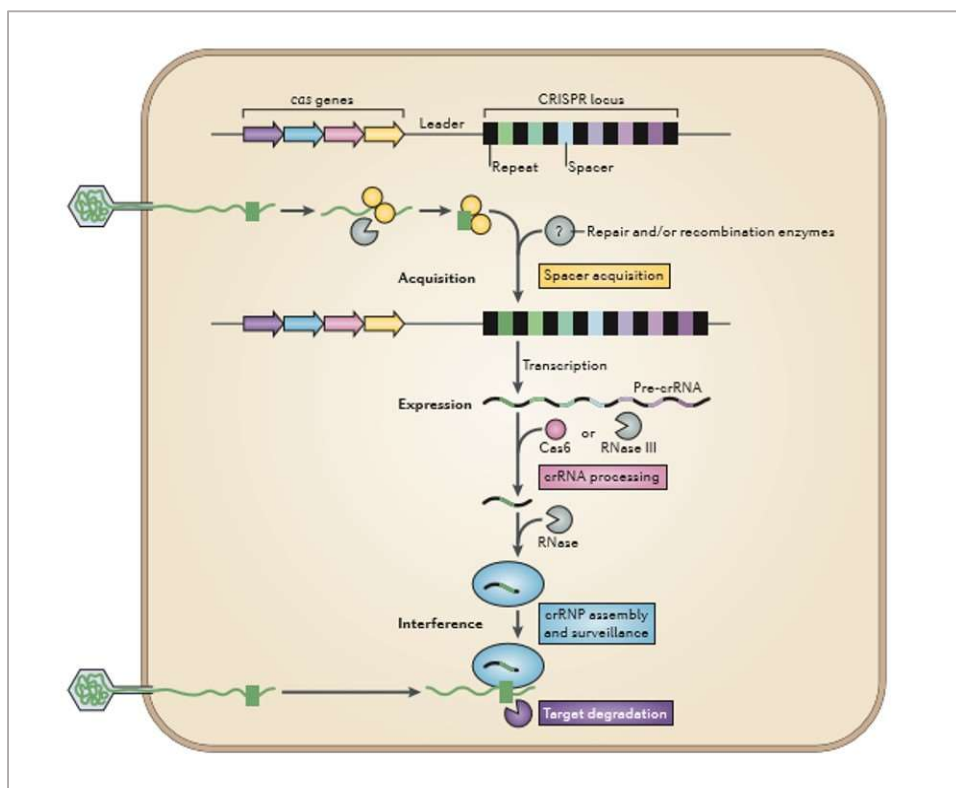 cas genes
CRISPR locus
Leader
Repeat
Spacer
?
Repair and/or recombination enzymes
Acquisition
Spacer acquisition
Transcription
Pre-crRNA
Expression
Cas6
or
RNase III
crRNA processing
RNase
Interference
crRNP assembly
and surveillance
Target degradation